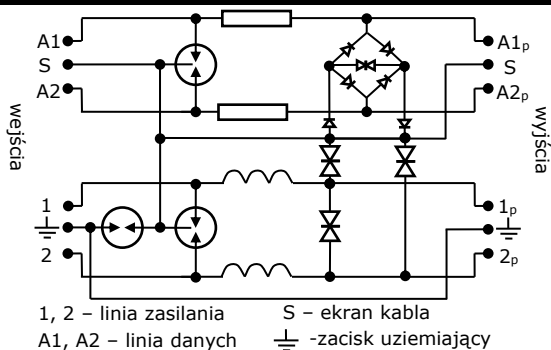 A1
S
A2
wejścia
1
2
A1p
S
A2p
wyjścia
1p
2p
1, 2 – linia zasilania
S – ekran kabla
A1, A2 – linia danych
-zacisk uziemiający